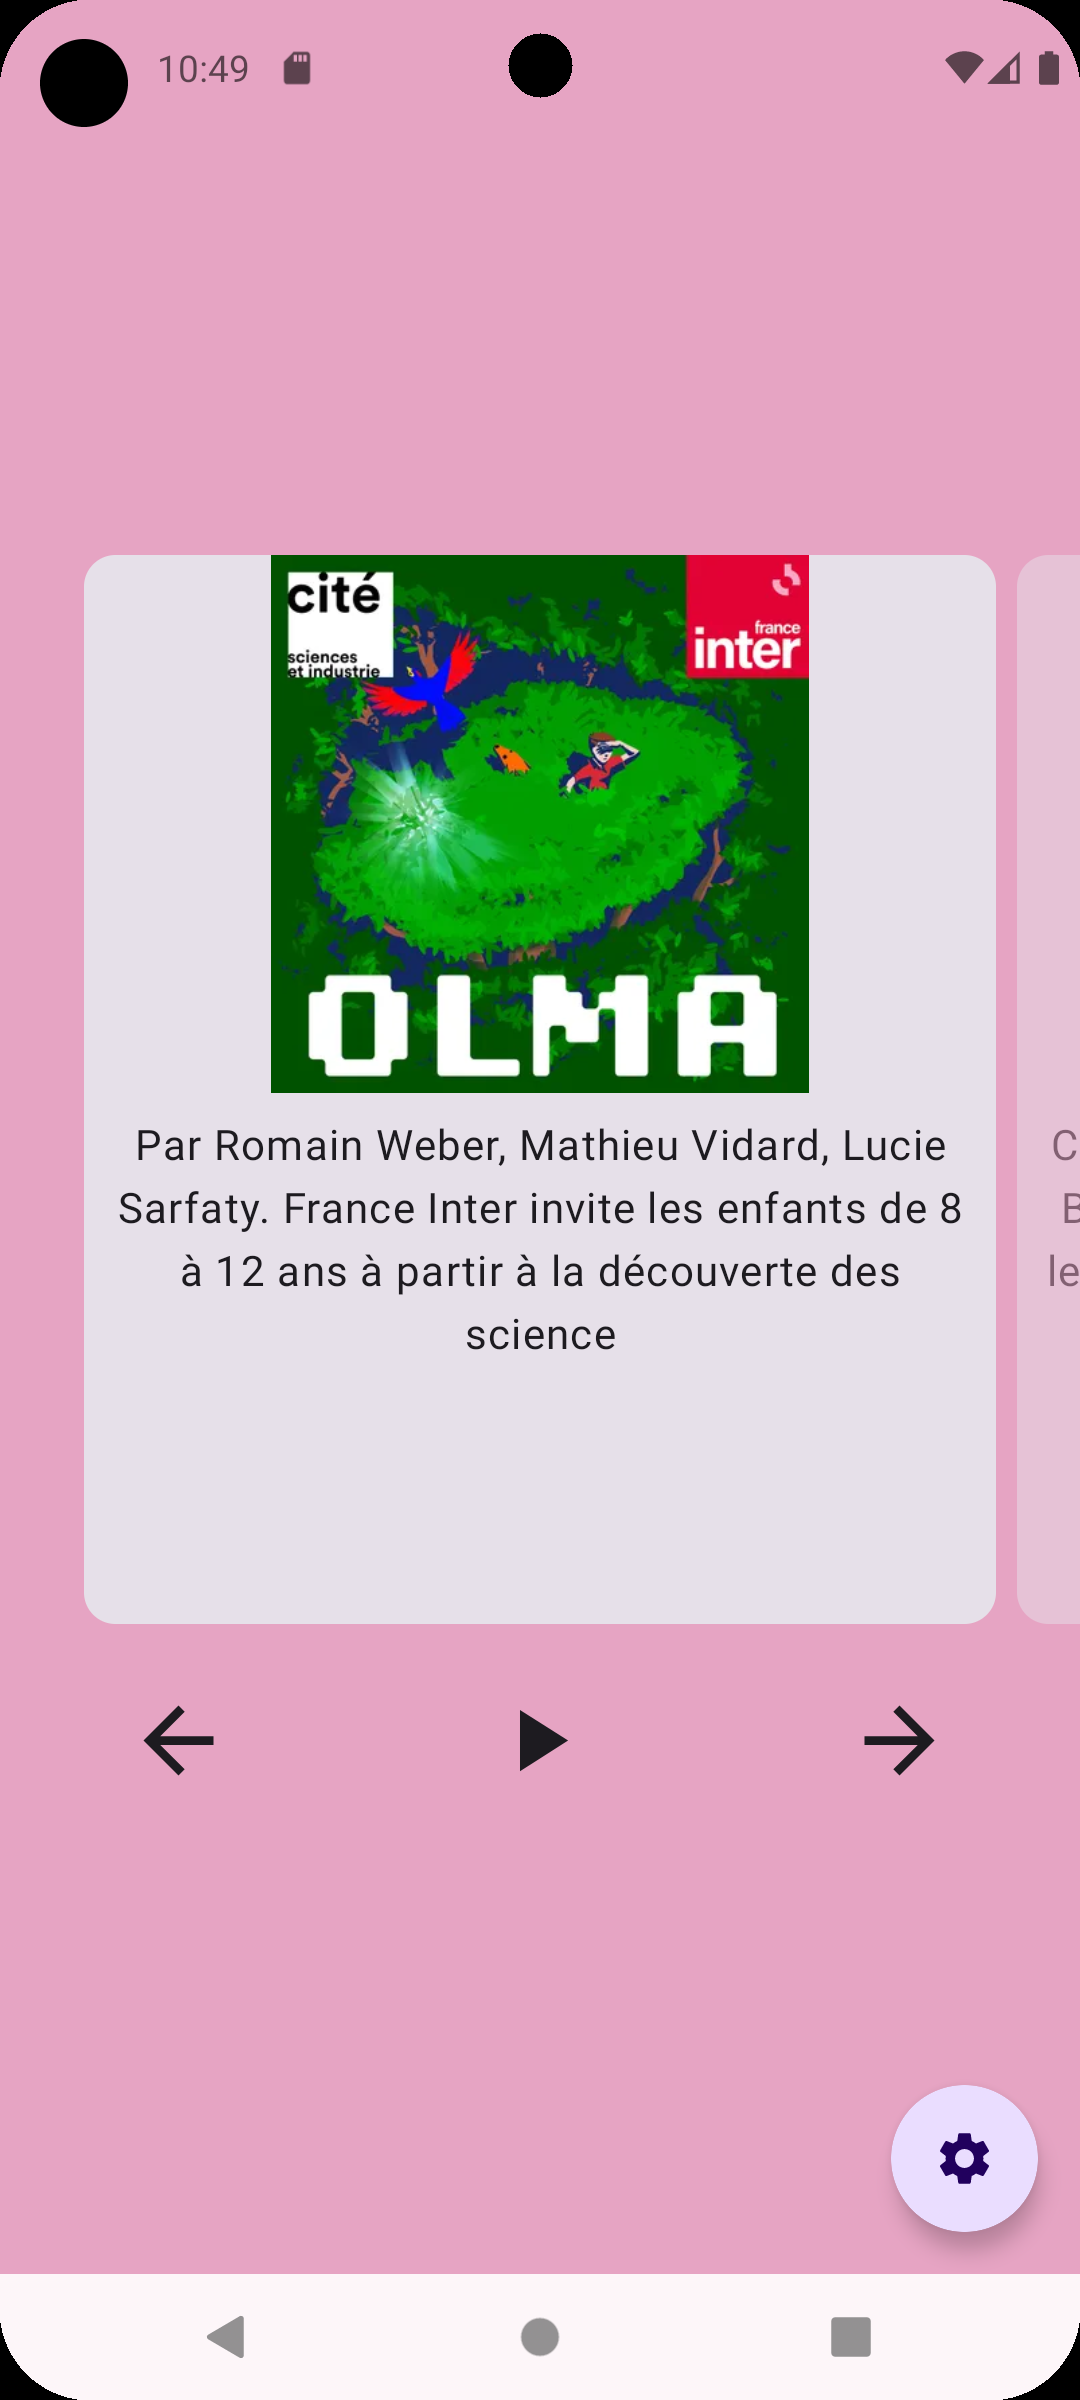 10:49
cité
sciences
et industrie
france
inter
OLMA
Par Romain Weber, Mathieu Vidard, Lucie
Sarfaty. France Inter invite les enfants de 8
à 12 ans à partir à la découverte des
science
C
B
le